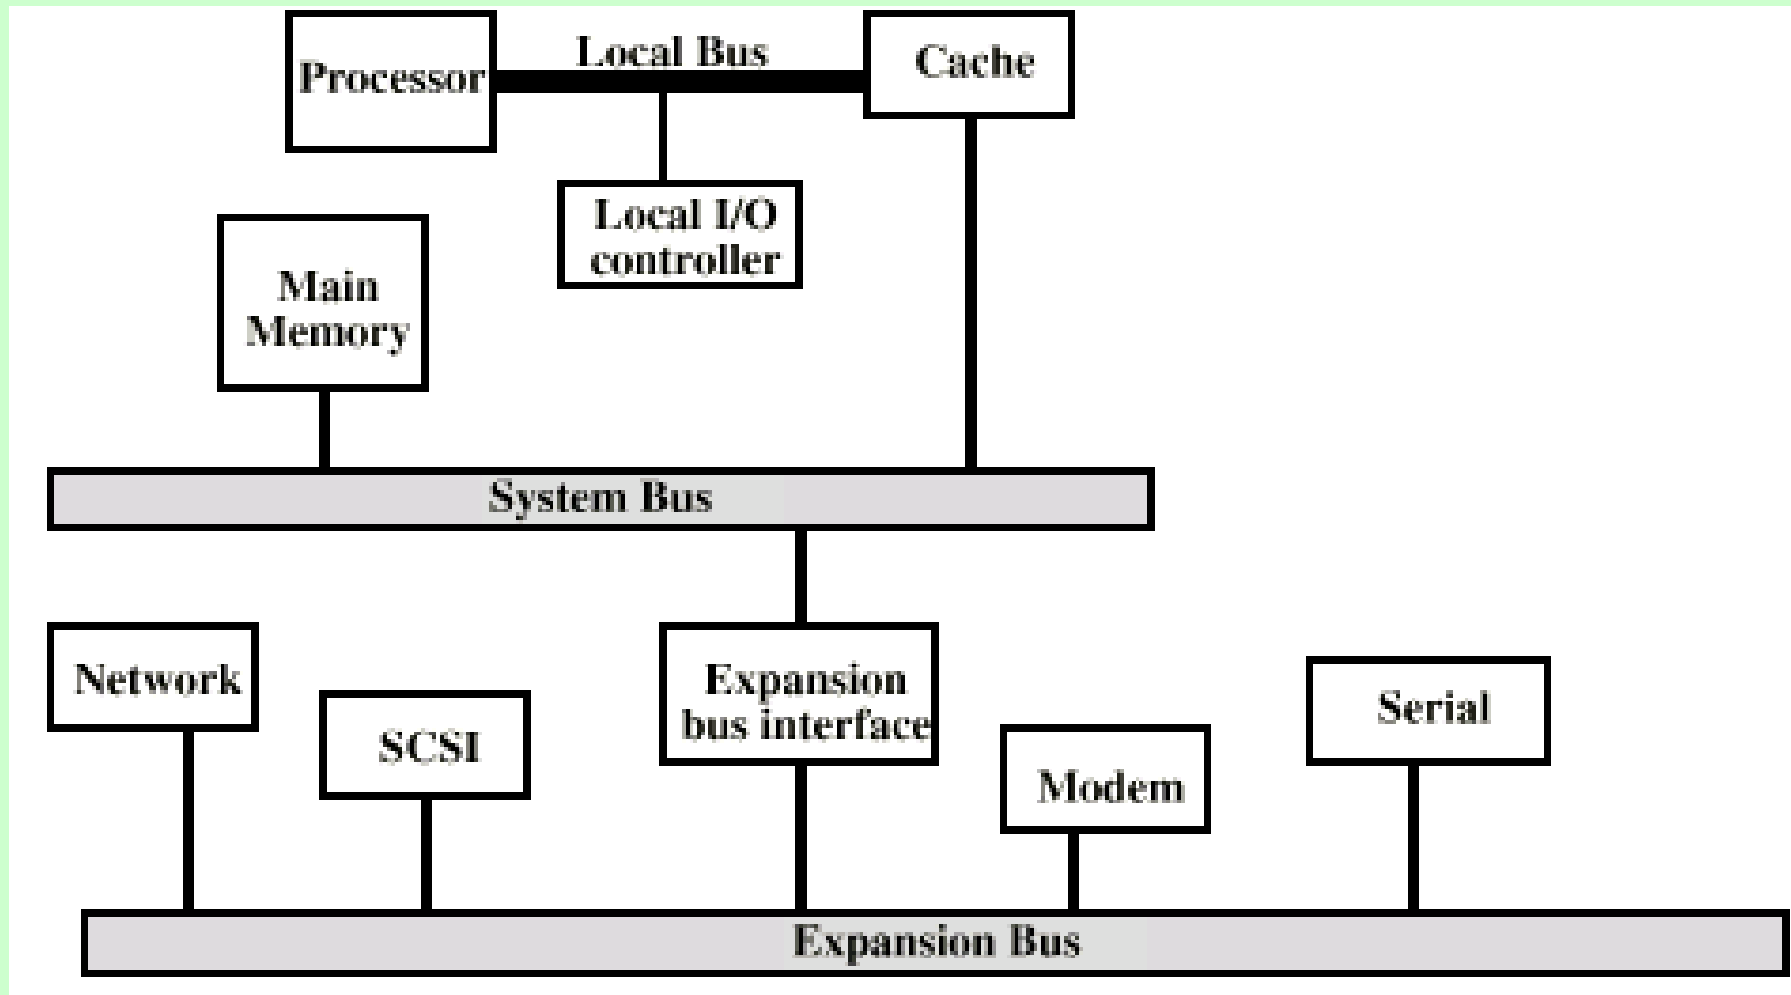 Processor
Local Bus
Cache
Local I/O
controller
Main
Memory
System Bus
Network
SCSI
Expansion
bus interface
Modem
Serial
Expansion Bus